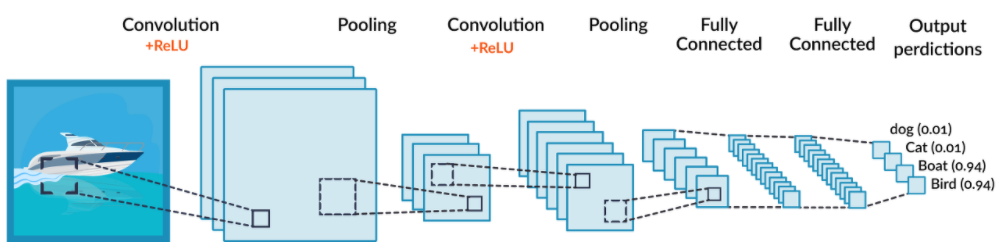 Convolution
+ReLU
Pooling
Convolution
+ReLU
Pooling
Fully
Connected
Fully
Connected
Output
perdictions
dog (0.01)
Cat (0.01)
Boat (0.94)
Bird (0.94)